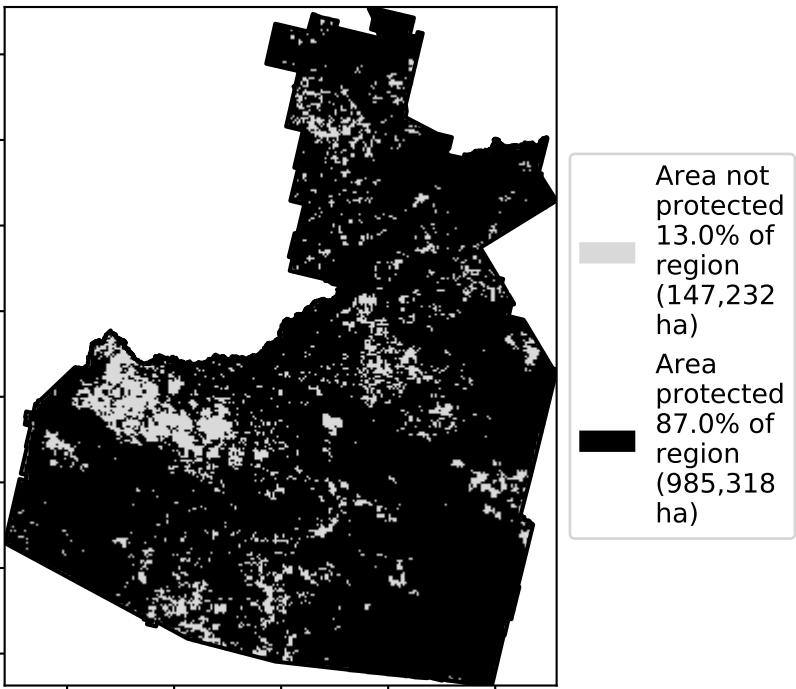 Area not
protected
13.0% of
region
(147,232
ha)
Area
protected
87.0% of
region
(985,318
ha)